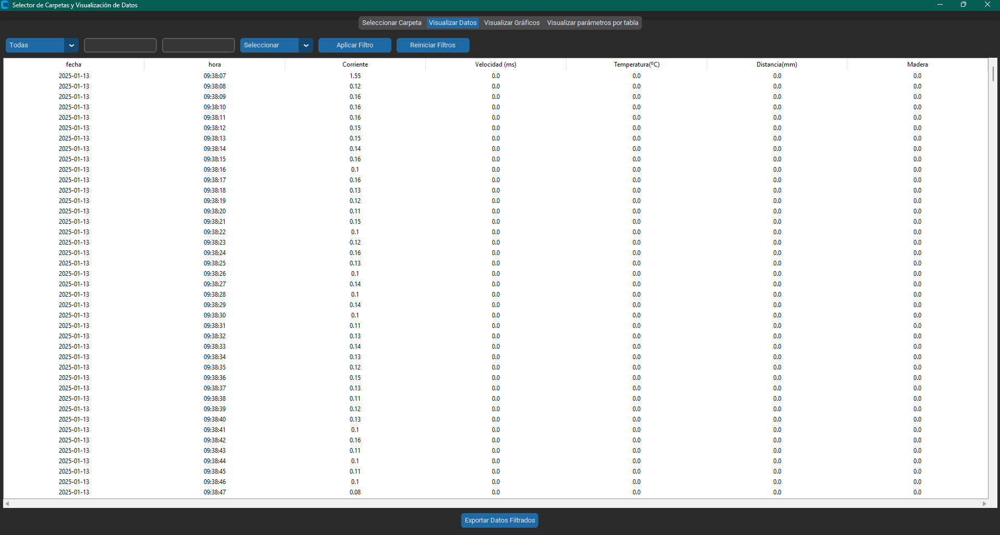 Selector de Carpetas y Visualización de Datos
Seleccionar Carpeta Visualizar Datos Visualizar Gráficos Visualizar parámetros por tabla
Todas Seleccionar Aplicar Filtro Reiniciar Filtros
fecha hora Corriente Velocidad (ms) Temperatura(ºC) Distancia(mm) Madera
2025-01-13 09:38:07 1.55 0.0 0.0 0.0 0.0
2025-01-13 09:38:08 0.12 0.0 0.0 0.0 0.0
2025-01-13 09:38:09 0.16 0.0 0.0 0.0 0.0
2025-01-13 09:38:10 0.16 0.0 0.0 0.0 0.0
2025-01-13 09:38:11 0.16 0.0 0.0 0.0 0.0
2025-01-13 09:38:12 0.15 0.0 0.0 0.0 0.0
2025-01-13 09:38:13 0.15 0.0 0.0 0.0 0.0
2025-01-13 09:38:14 0.14 0.0 0.0 0.0 0.0
2025-01-13 09:38:15 0.16 0.0 0.0 0.0 0.0
2025-01-13 09:38:16 0.1 0.0 0.0 0.0 0.0
2025-01-13 09:38:17 0.16 0.0 0.0 0.0 0.0
2025-01-13 09:38:18 0.13 0.0 0.0 0.0 0.0
2025-01-13 09:38:19 0.12 0.0 0.0 0.0 0.0
2025-01-13 09:38:20 0.11 0.0 0.0 0.0 0.0
2025-01-13 09:38:21 0.15 0.0 0.0 0.0 0.0
2025-01-13 09:38:22 0.1 0.0 0.0 0.0 0.0
2025-01-13 09:38:23 0.12 0.0 0.0 0.0 0.0
2025-01-13 09:38:24 0.16 0.0 0.0 0.0 0.0
2025-01-13 09:38:25 0.13 0.0 0.0 0.0 0.0
2025-01-13 09:38:26 0.1 0.0 0.0 0.0 0.0
2025-01-13 09:38:27 0.14 0.0 0.0 0.0 0.0
2025-01-13 09:38:28 0.1 0.0 0.0 0.0 0.0
2025-01-13 09:38:29 0.14 0.0 0.0 0.0 0.0
2025-01-13 09:38:30 0.1 0.0 0.0 0.0 0.0
2025-01-13 09:38:31 0.11 0.0 0.0 0.0 0.0
2025-01-13 09:38:32 0.13 0.0 0.0 0.0 0.0
2025-01-13 09:38:33 0.14 0.0 0.0 0.0 0.0
2025-01-13 09:38:34 0.13 0.0 0.0 0.0 0.0
2025-01-13 09:38:35 0.12 0.0 0.0 0.0 0.0
2025-01-13 09:38:36 0.15 0.0 0.0 0.0 0.0
2025-01-13 09:38:37 0.13 0.0 0.0 0.0 0.0
2025-01-13 09:38:38 0.11 0.0 0.0 0.0 0.0
2025-01-13 09:38:39 0.12 0.0 0.0 0.0 0.0
2025-01-13 09:38:40 0.13 0.0 0.0 0.0 0.0
2025-01-13 09:38:41 0.1 0.0 0.0 0.0 0.0
2025-01-13 09:38:42 0.16 0.0 0.0 0.0 0.0
2025-01-13 09:38:43 0.11 0.0 0.0 0.0 0.0
2025-01-13 09:38:44 0.1 0.0 0.0 0.0 0.0
2025-01-13 09:38:45 0.11 0.0 0.0 0.0 0.0
2025-01-13 09:38:46 0.1 0.0 0.0 0.0 0.0
2025-01-13 09:38:47 0.08 0.0 0.0 0.0 0.0
Exportar Datos Filtrados